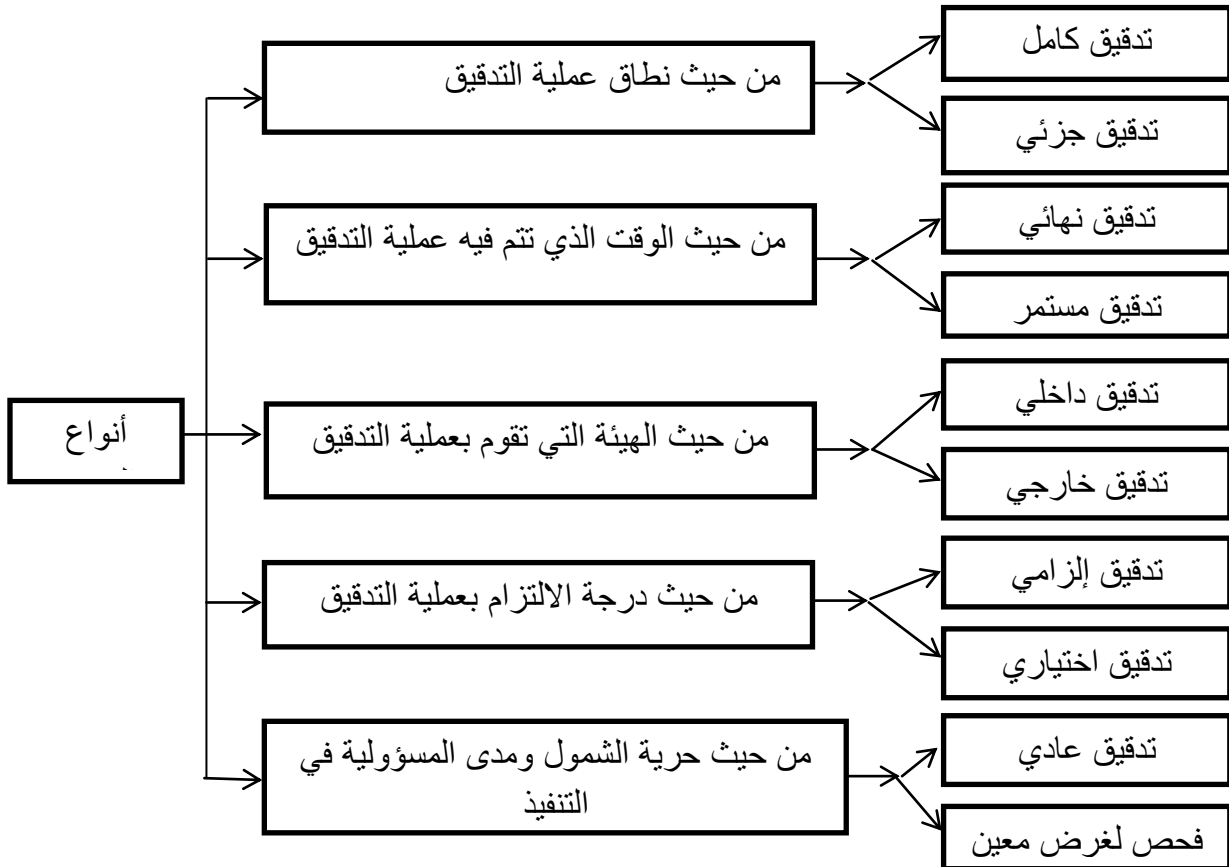 أنواع
من حيث نطاق عملية التدقيق
تدقيق كامل
تدقيق جزئي
من حيث الوقت الذي تتم فيه عملية التدقيق
تدقيق نهائي
تدقيق مستمر
من حيث الهيئة التي تقوم بعملية التدقيق
تدقيق داخلي
تدقيق خارجي
من حيث درجة الالتزام بعملية التدقيق
تدقيق إلزامي
تدقيق اختياري
من حيث حرية الشمول ومدى المسؤولية في
التنفيذ
تدقيق عادي
فحص لغرض معين